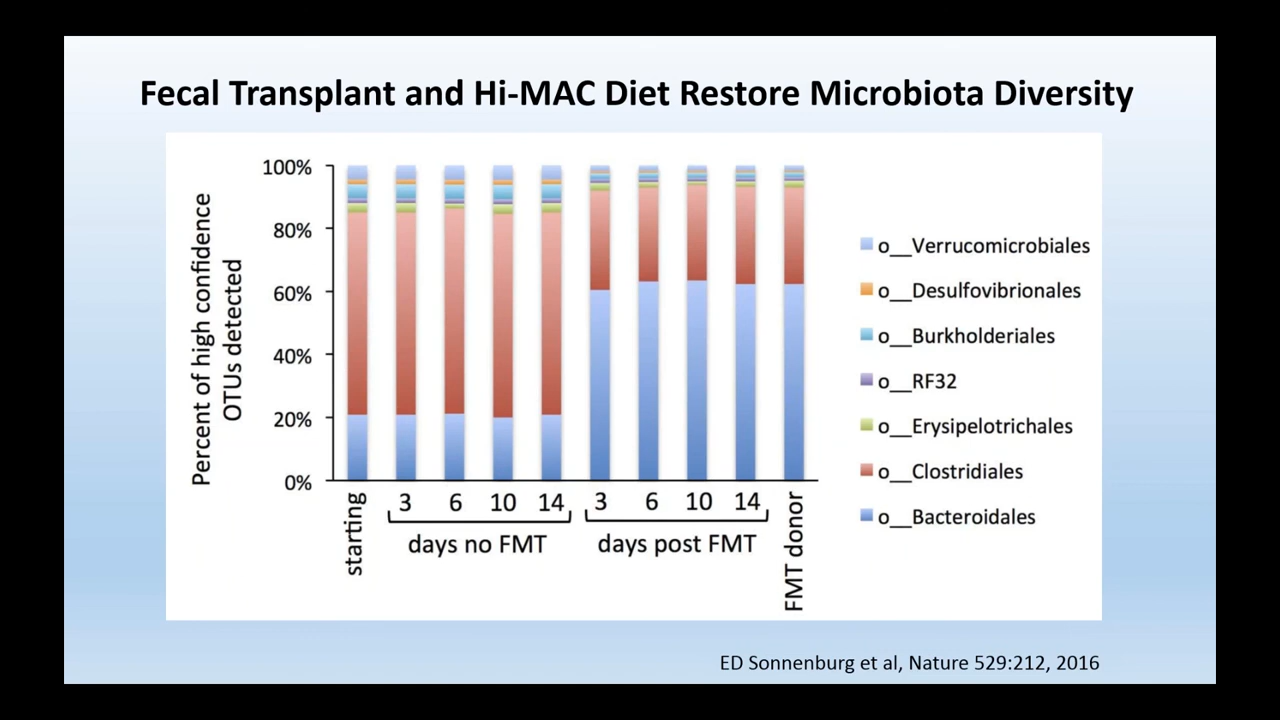 Fecal Transplant and Hi-MAC Diet Restore Microbiota Diversity
Percent of high confidence
OTUs detected
100%
80%
60%
40%
20%
0%
starting
3 6 10 14
days no FMT
3 6 10 14
days post FMT
FMT donor
o__Verrucomicrobiales
o__Desulfovibrionales
o__Burkholderiales
o__RF32
o__Erysipelotrichales
o__Clostridiales
o__Bacteroidales
ED Sonnenburg et al, Nature 529:212, 2016